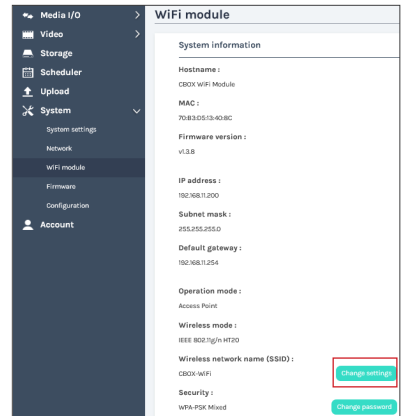 Media I/O
Video
Storage
Scheduler
Upload
System
System settings
Network
WiFi module
Firmware
Configuration
Account
WiFi module
System information
Hostname :
CBOX WiFi Module
MAC :
70:B3:D5:13:40:8C
Firmware version :
v1.3.8
IP address :
192.168.11.200
Subnet mask :
255.255.255.0
Default gateway :
192.168.11.254
Operation mode :
Access Point
Wireless mode :
IEEE 802.11g/n HT20
Wireless network name (SSID) :
CBOX-WiFi
Change settings
Security :
WPA-PSK Mixed
Change password